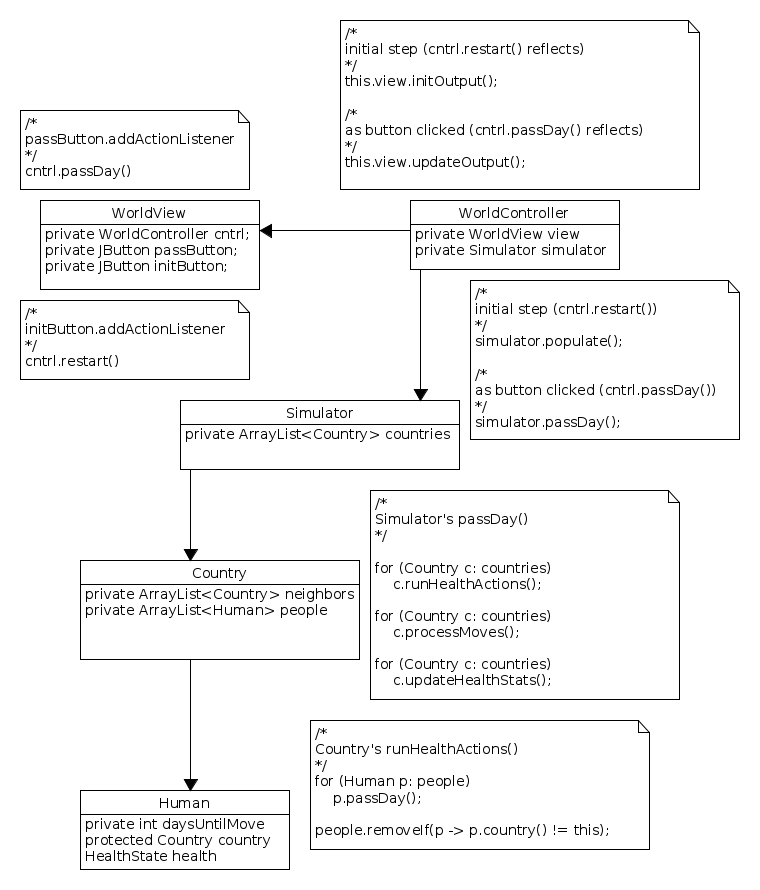 /*
initial step (cntrl.restart() reflects)
*/
this.view.initOutput();
/*
as button clicked (cntrl.passDay() reflects)
*/
this.view.updateOutput();
/*
passButton.addActionListener
*/
cntrl.passDay()
WorldView
private WorldController cntrl;
private JButton passButton;
private JButton initButton;
WorldController
private WorldView view
private Simulator simulator
/*
initButton.addActionListener
*/
cntrl.restart()
/*
initial step (cntrl.restart())
*/
simulator.populate();
/*
as button clicked (cntrl.passDay())
*/
simulator.passDay();
Simulator
private ArrayList<Country> countries
/*
Simulator's passDay()
*/
for (Country c: countries)
c.runHealthActions();
for (Country c: countries)
c.processMoves();
for (Country c: countries)
c.updateHealthStats();
Country
private ArrayList<Country> neighbors
private ArrayList<Human> people
/*
Country's runHealthActions()
*/
for (Human p: people)
p.passDay();
people.removeIf(p -> p.country() != this);
Human
private int daysUntilMove
protected Country country
HealthState health